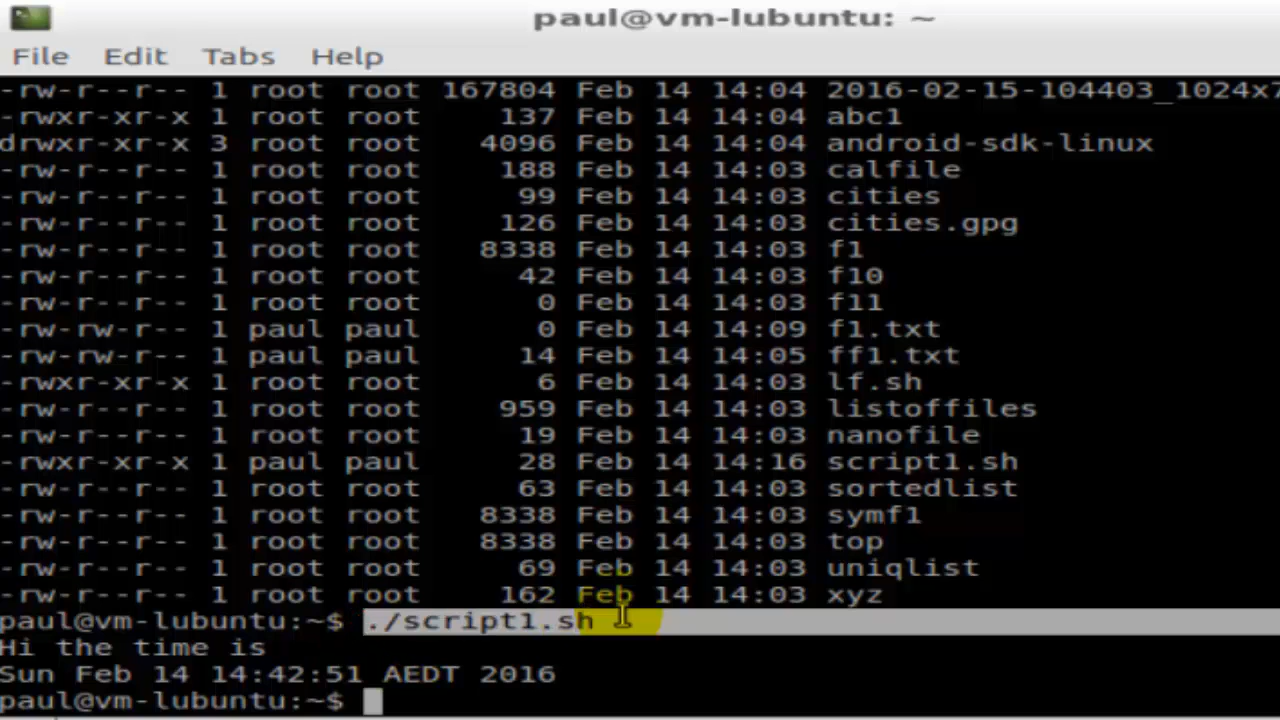 paul@vm-lubuntu: ~
File Edit Tabs Help
-rw-r--r-- 1 root root 167804 Feb 14 14:04 2016-02-15-104403_1024x7
-rwxr-xr-x 1 root root 137 Feb 14 14:04 abc1
drwxr-xr-x 3 root root 4096 Feb 14 14:04 android-sdk-linux
-rw-r--r-- 1 root root 188 Feb 14 14:03 calfile
-rw-r--r-- 1 root root 99 Feb 14 14:03 cities
-rw-r--r-- 1 root root 126 Feb 14 14:03 cities.gpg
-rw-r--r-- 1 root root 8338 Feb 14 14:03 f1
-rw-r--r-- 1 root root 42 Feb 14 14:03 f10
-rw-r--r-- 1 root root 0 Feb 14 14:03 f11
-rw-rw-r-- 1 paul paul 0 Feb 14 14:09 f1.txt
-rw-rw-r-- 1 paul paul 14 Feb 14 14:05 ff1.txt
-rwxr-xr-x 1 root root 6 Feb 14 14:03 lf.sh
-rw-r--r-- 1 root root 959 Feb 14 14:03 listoffiles
-rw-r--r-- 1 root root 19 Feb 14 14:03 nanofile
-rwxr-xr-x 1 paul paul 28 Feb 14 14:16 script1.sh
-rw-r--r-- 1 root root 63 Feb 14 14:03 sortedlist
-rw-r--r-- 1 root root 8338 Feb 14 14:03 symf1
-rw-r--r-- 1 root root 8338 Feb 14 14:03 top
-rw-r--r-- 1 root root 69 Feb 14 14:03 uniqlist
-rw-r--r-- 1 root root 162 Feb 14 14:03 xyz
paul@vm-lubuntu:~$ ./script1.sh
Hi the time is
Sun Feb 14 14:42:51 AEDT 2016
paul@vm-lubuntu:~$